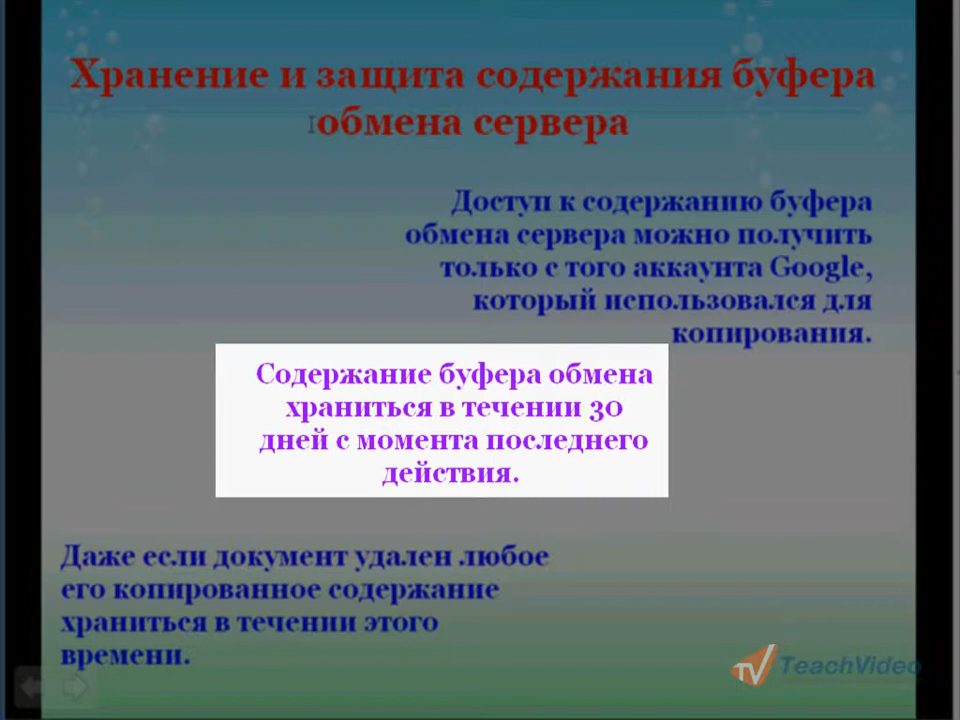 Хранение и защита содержания буфера
обмена сервера
Доступ к содержанию буфера
обмена сервера можно получить
только с того аккаунта Google,
который использовался для
копирования.
Содержание буфера обмена
храниться в течении 30
дней с момента последнего
действия.
Даже если документ удален любое
его копированное содержание
храниться в течении этого
времени.
TV TeachVideo